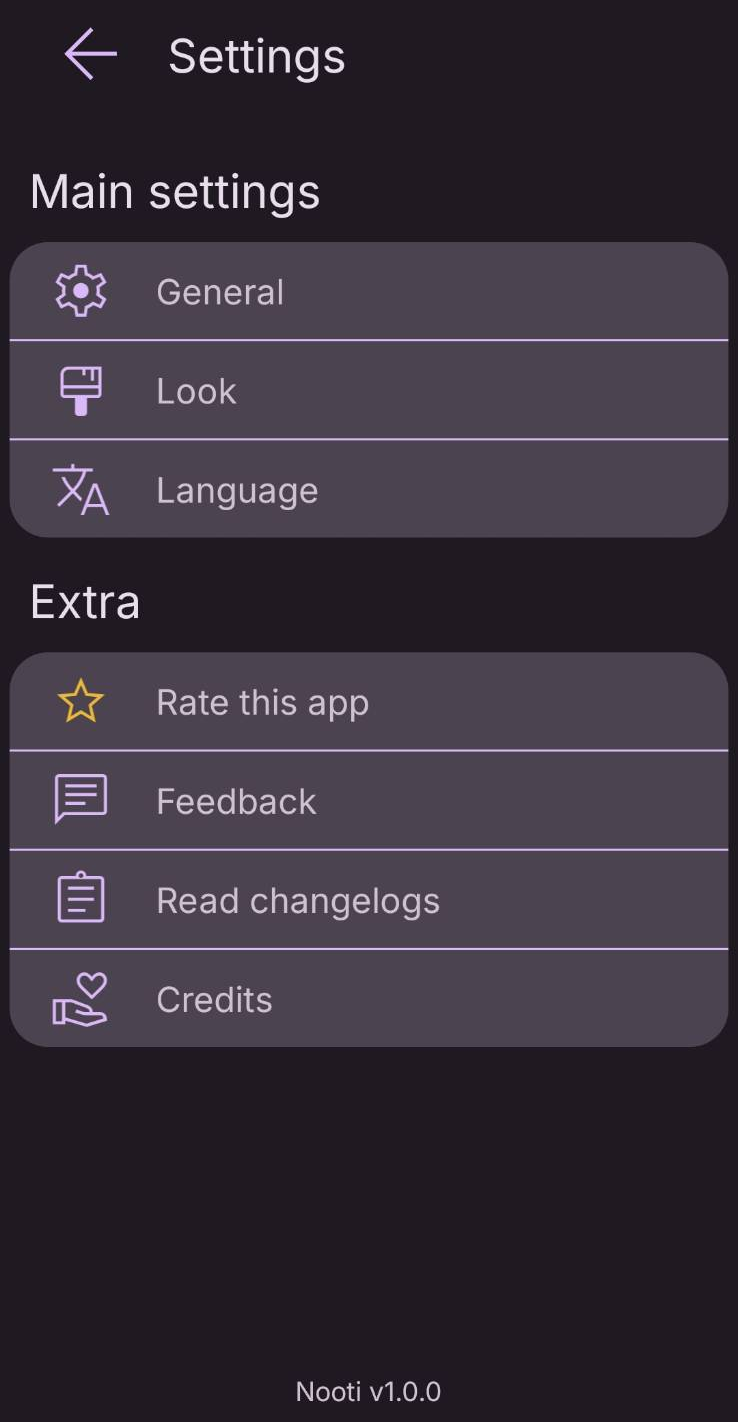 Settings
Main settings
General
Look
Language
Extra
Rate this app
Feedback
Read changelogs
Credits
Nooti v1.0.0